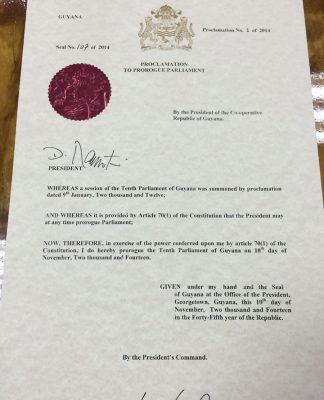 GUYANA
Proclamation No. 1 of 2014
Seal No. 107 of 2014
PROCLAMATION
TO PROROGUE PARLIAMENT
By the President of the Co-operative
Republic of Guyana.
PRESIDENT
WHEREAS a session of the Tenth Parliament of Guyana was summoned by proclamation
dated 9th January, Two thousand and Twelve;
AND WHEREAS it is provided by Article 70(1) of the Constitution that the President may
at any time prorogue Parliament;
NOW, THEREFORE, in exercise of the power conferred upon me by article 70(1) of the
Constitution, I do hereby prorogue the Tenth Parliament of Guyana on 10th day of
November, Two thousand and Fourteen.
GIVEN under my hand and the Seal
of Guyana at the Office of the President,
Georgetown, Guyana, this 10th day of
November, Two thousand and Fourteen
in the Forty-Fifth year of the Republic.
By the President's Command.